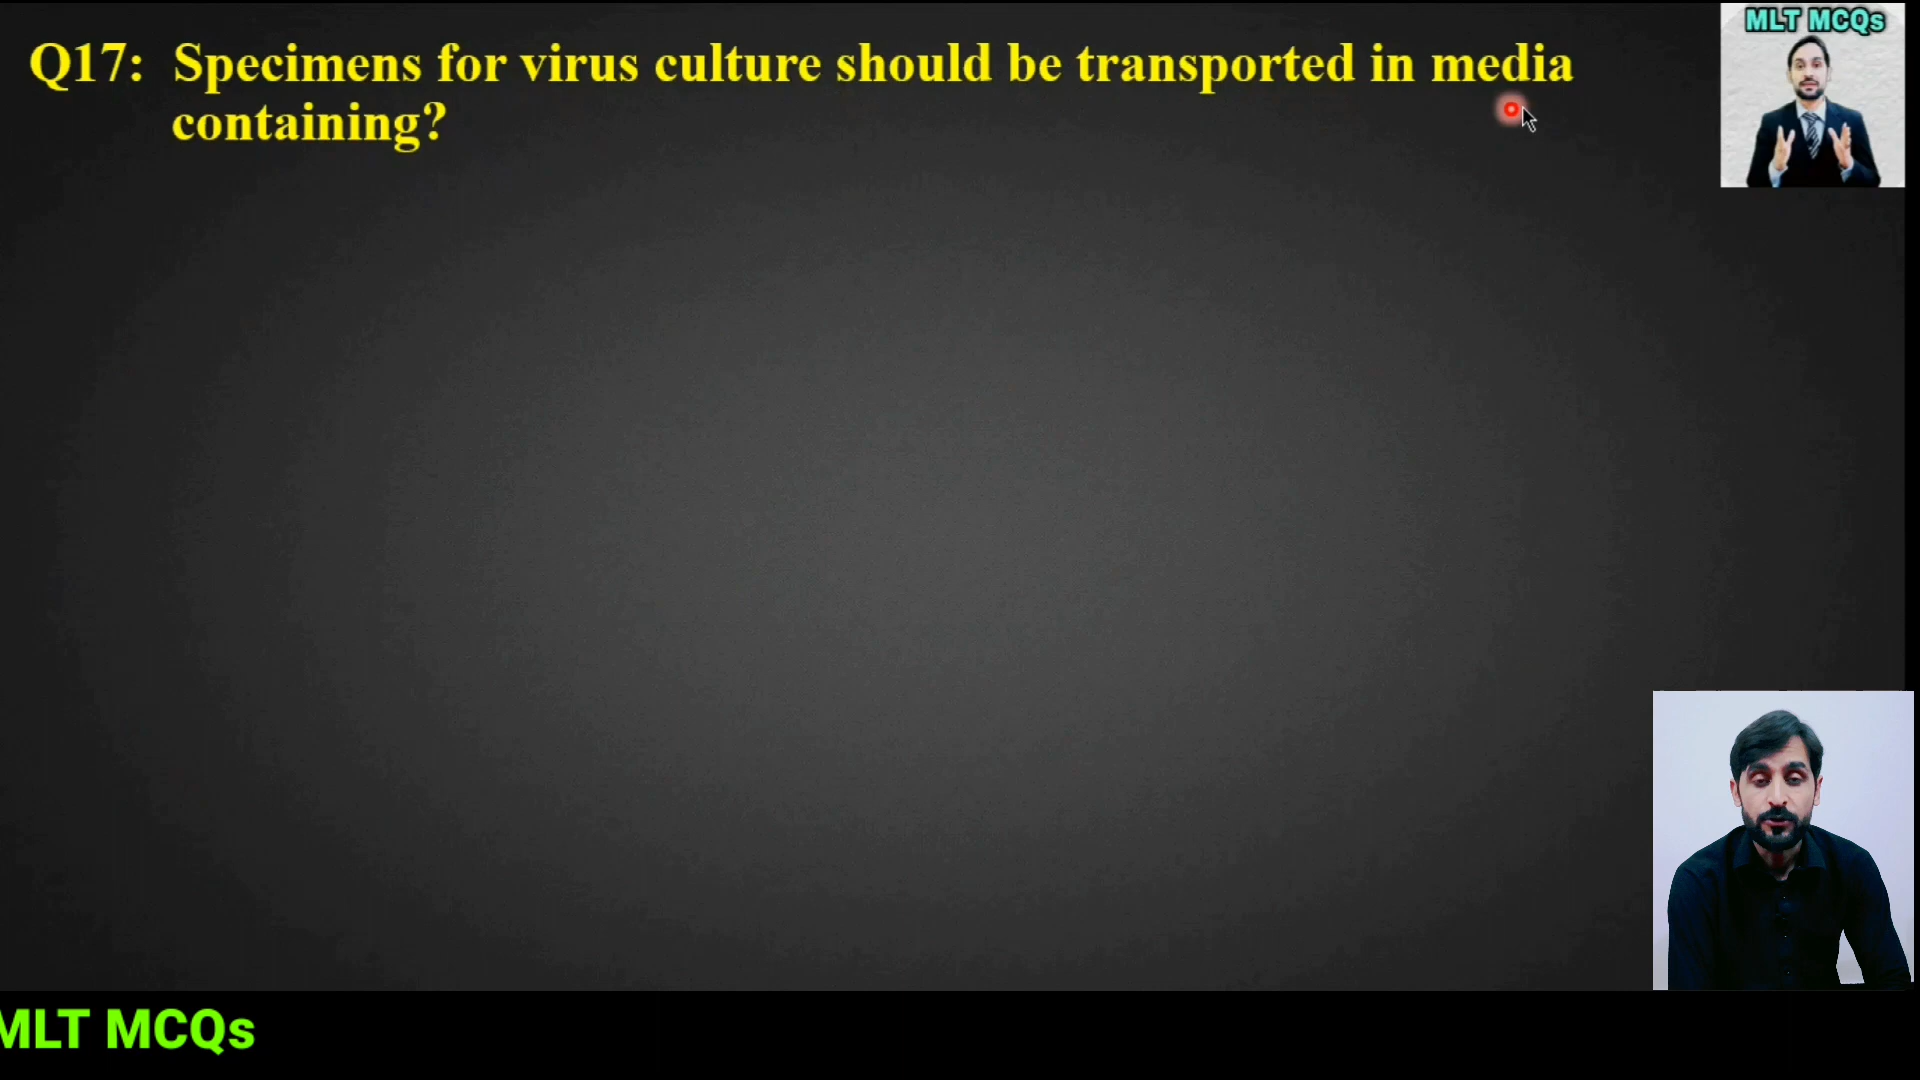 MLT MCQs
Q17: Specimens for virus culture should be transported in media
containing?
MLT MCQs